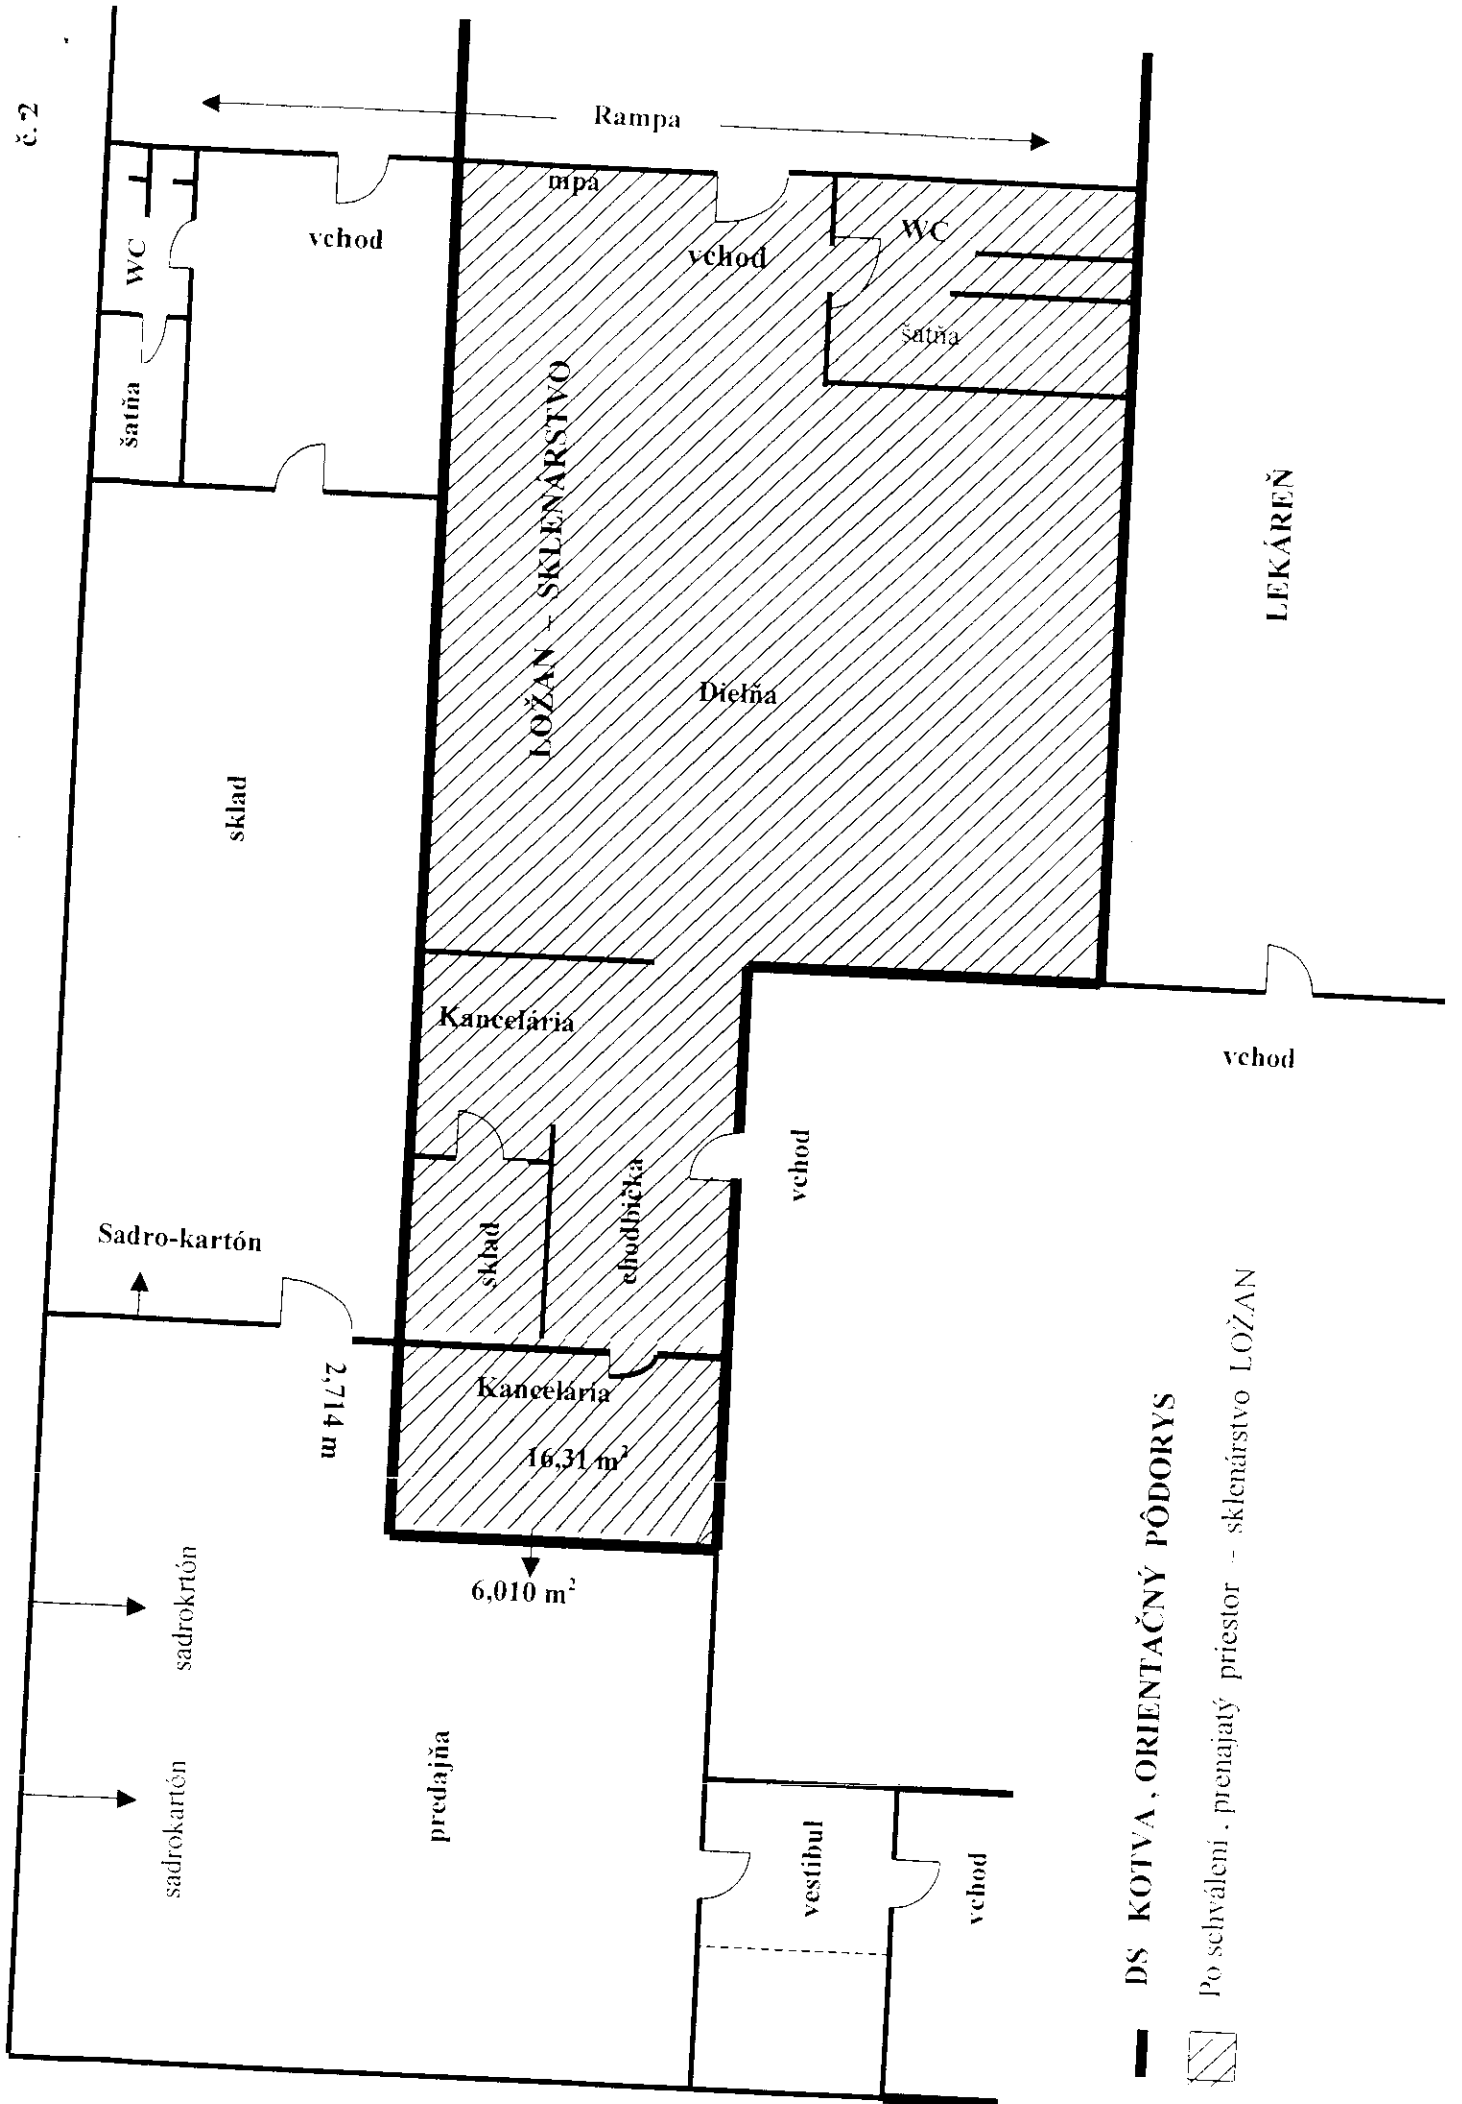 č. 2
Rampa
mpa
vchod
vchod
WC
WC
šatňa
šatňa
LOŽAN – SKLENÁRSTVO
LEKÁREŇ
Dielňa
sklad
Kancelária
vchod
vchod
chodbička
sklad
Sadro-kartón
2,714 m
Kancelária
16,31 m²
6,010 m²
sadrokrtón
sadrokartón
predajňa
vestibul
vchod
DS KOTVA , ORIENTAČNÝ PÔDORYS
Po schválení . prenajatý priestor – sklenárstvo LOŽAN